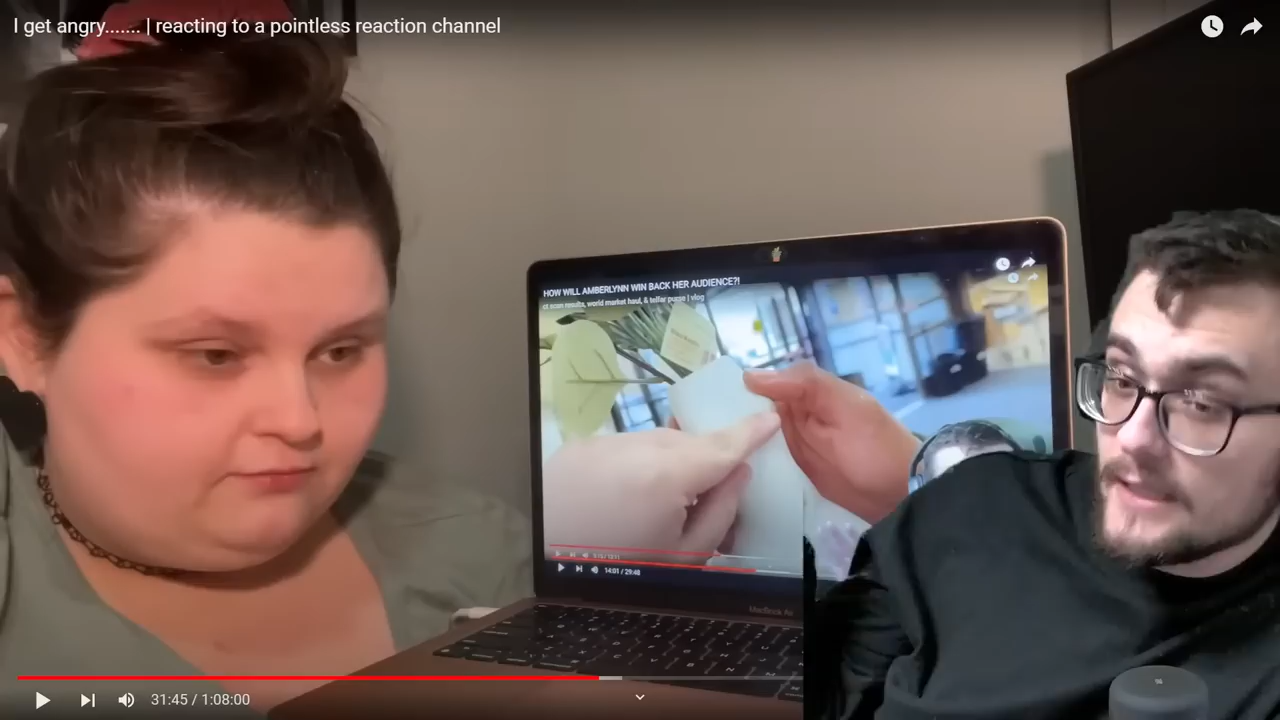 I get angry....... | reacting to a pointless reaction channel
HOW WILL AMBERLYNN WIN BACK HER AUDIENCE?!
ct scan results, world market haul, & telfar purse | vlog
14:01 / 29:48
MacBook Air
31:45 / 1:08:00